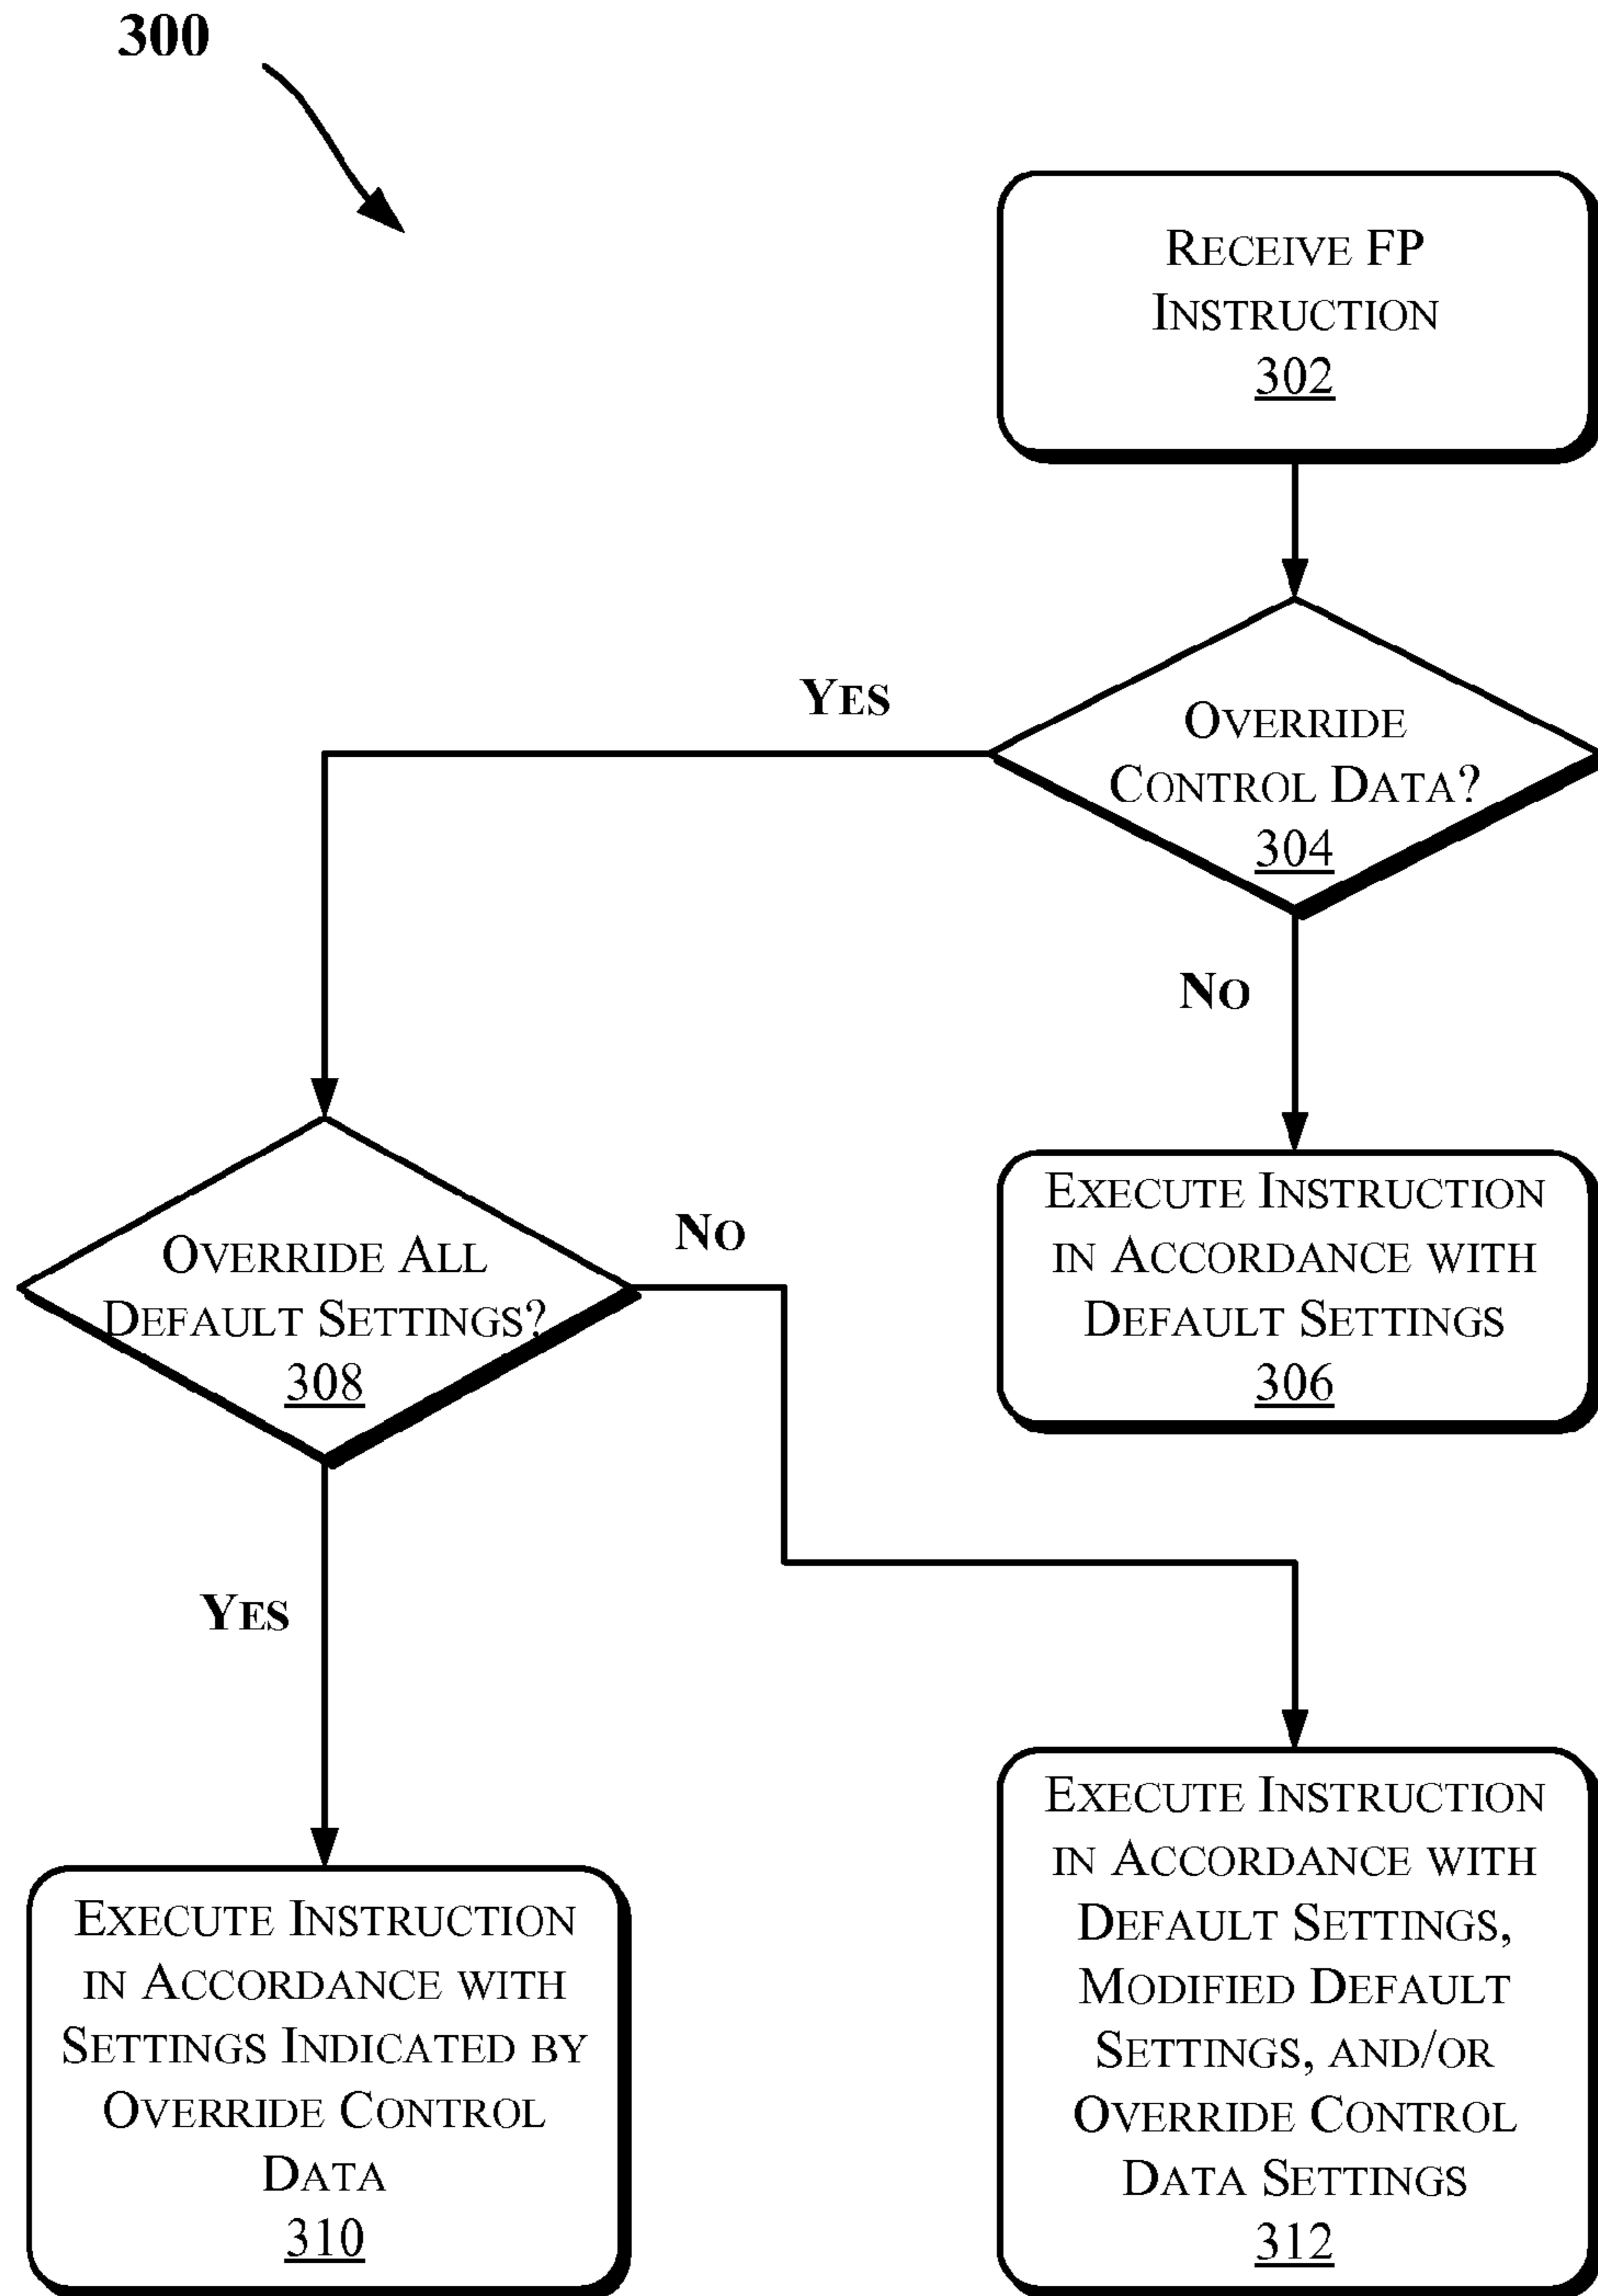 300
RECEIVE FP
INSTRUCTION
302
YES
OVERRIDE
CONTROL DATA?
304
NO
EXECUTE INSTRUCTION
IN ACCORDANCE WITH
DEFAULT SETTINGS
306
OVERRIDE ALL
DEFAULT SETTINGS?
308
NO
YES
EXECUTE INSTRUCTION
IN ACCORDANCE WITH
SETTINGS INDICATED BY
OVERRIDE CONTROL
DATA
310
EXECUTE INSTRUCTION
IN ACCORDANCE WITH
DEFAULT SETTINGS,
MODIFIED DEFAULT
SETTINGS, AND/OR
OVERRIDE CONTROL
DATA SETTINGS
312